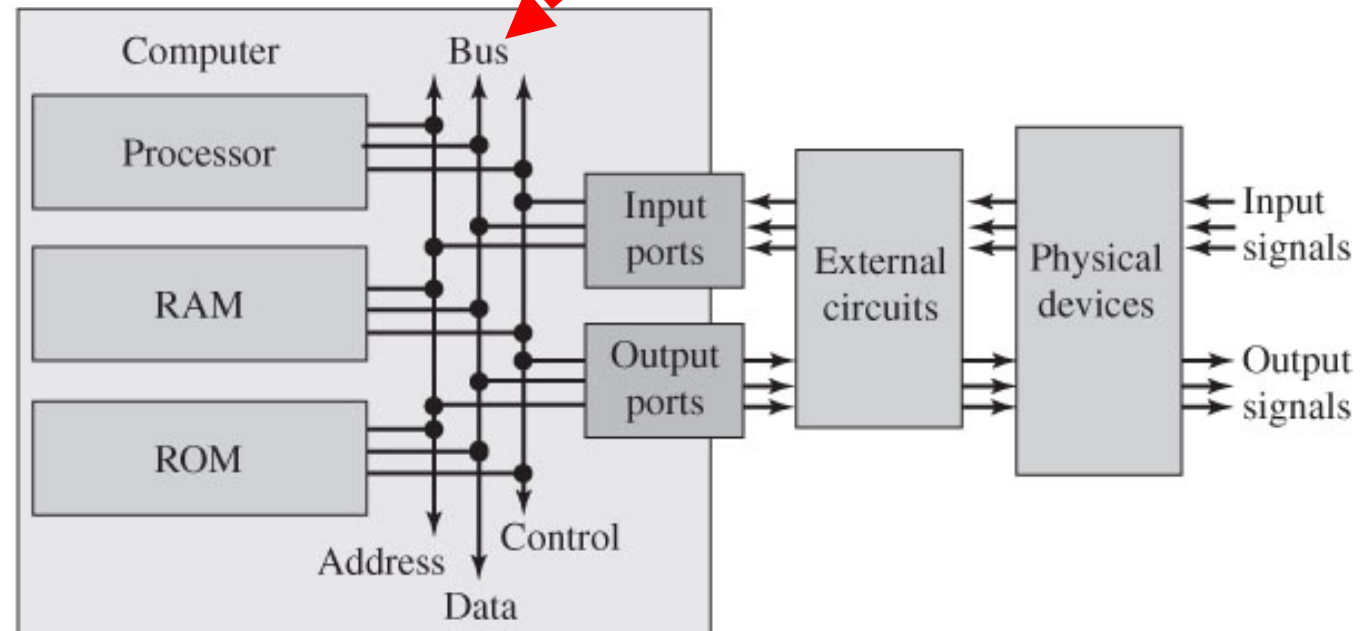 Computer
Bus
Processor
RAM
ROM
Address
Data
Control
Input
ports
Output
ports
External
circuits
Physical
devices
Input
signals
Output
signals